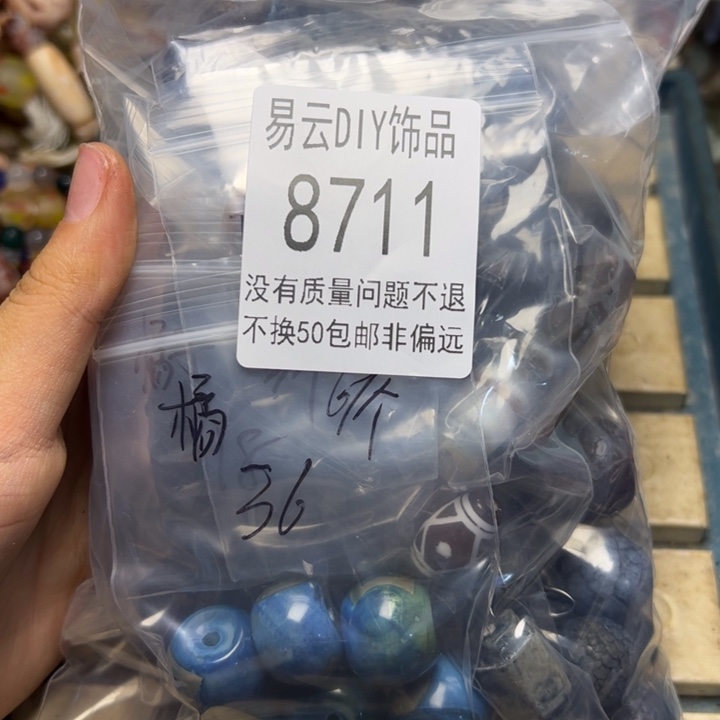 易云DIY饰品
8711
没有质量问题不退
不换50包邮非偏远
橘
36